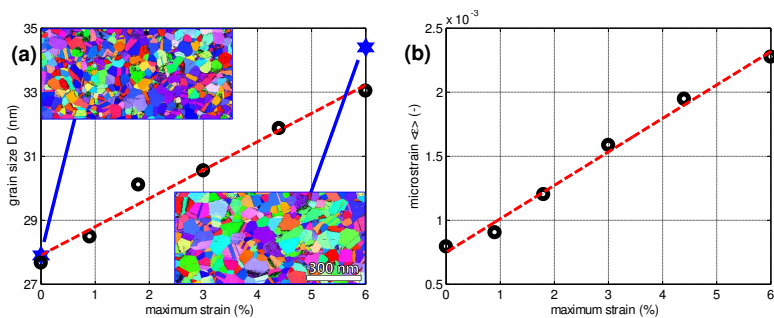 (a)
grain size D (nm)
35
33
31
29
27
300 nm
0 1 2 3 4 5 6
maximum strain (%)
(b)
x 10⁻³
microstrain <ε> (-)
2.5
2
1.5
1
0.5
0 1 2 3 4 5 6
maximum strain (%)